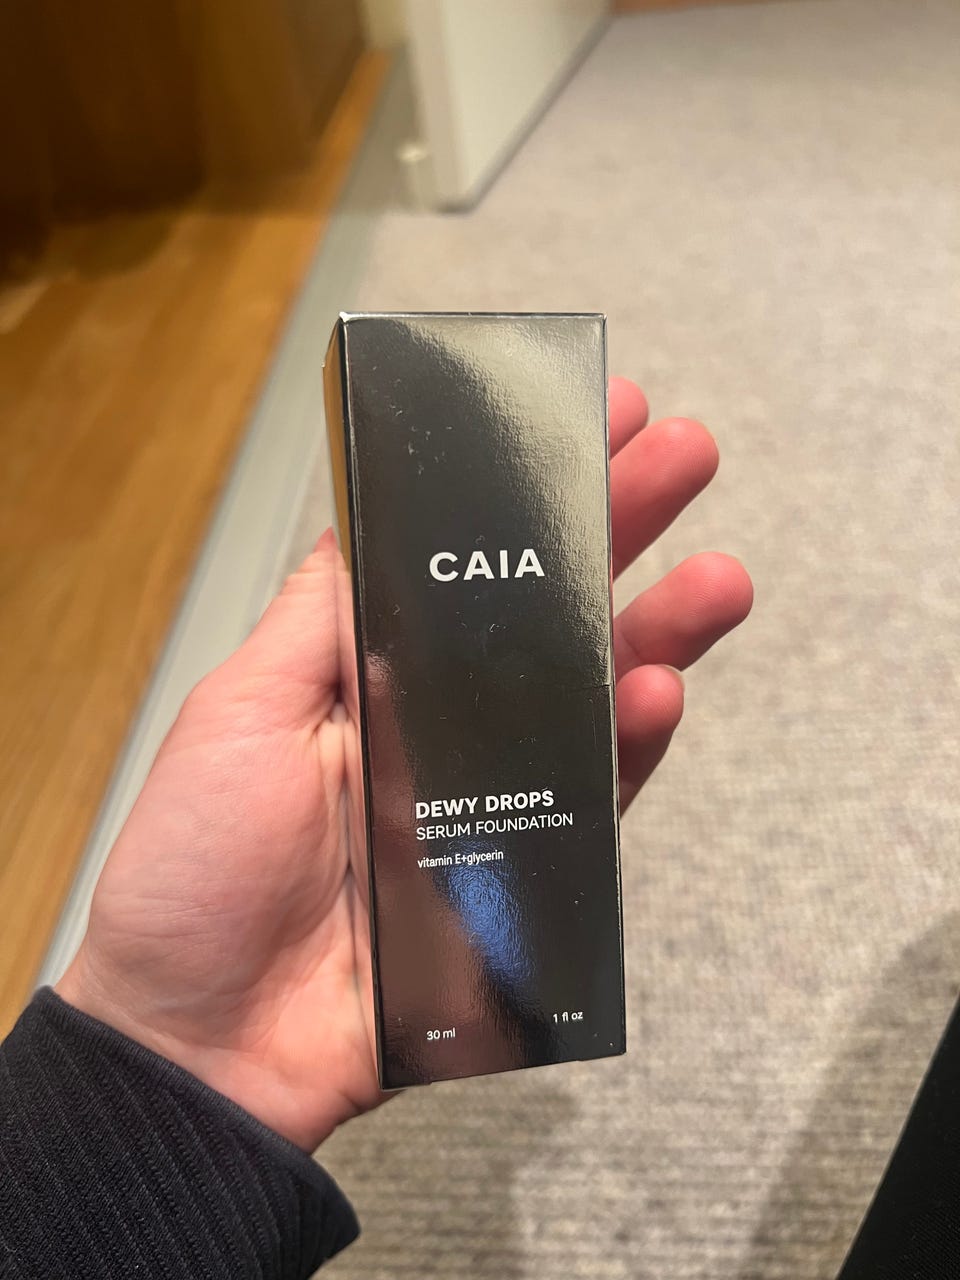 CAIA
DEWY DROPS
SERUM FOUNDATION
vitamin E+glycerin
30 ml
1 fl oz